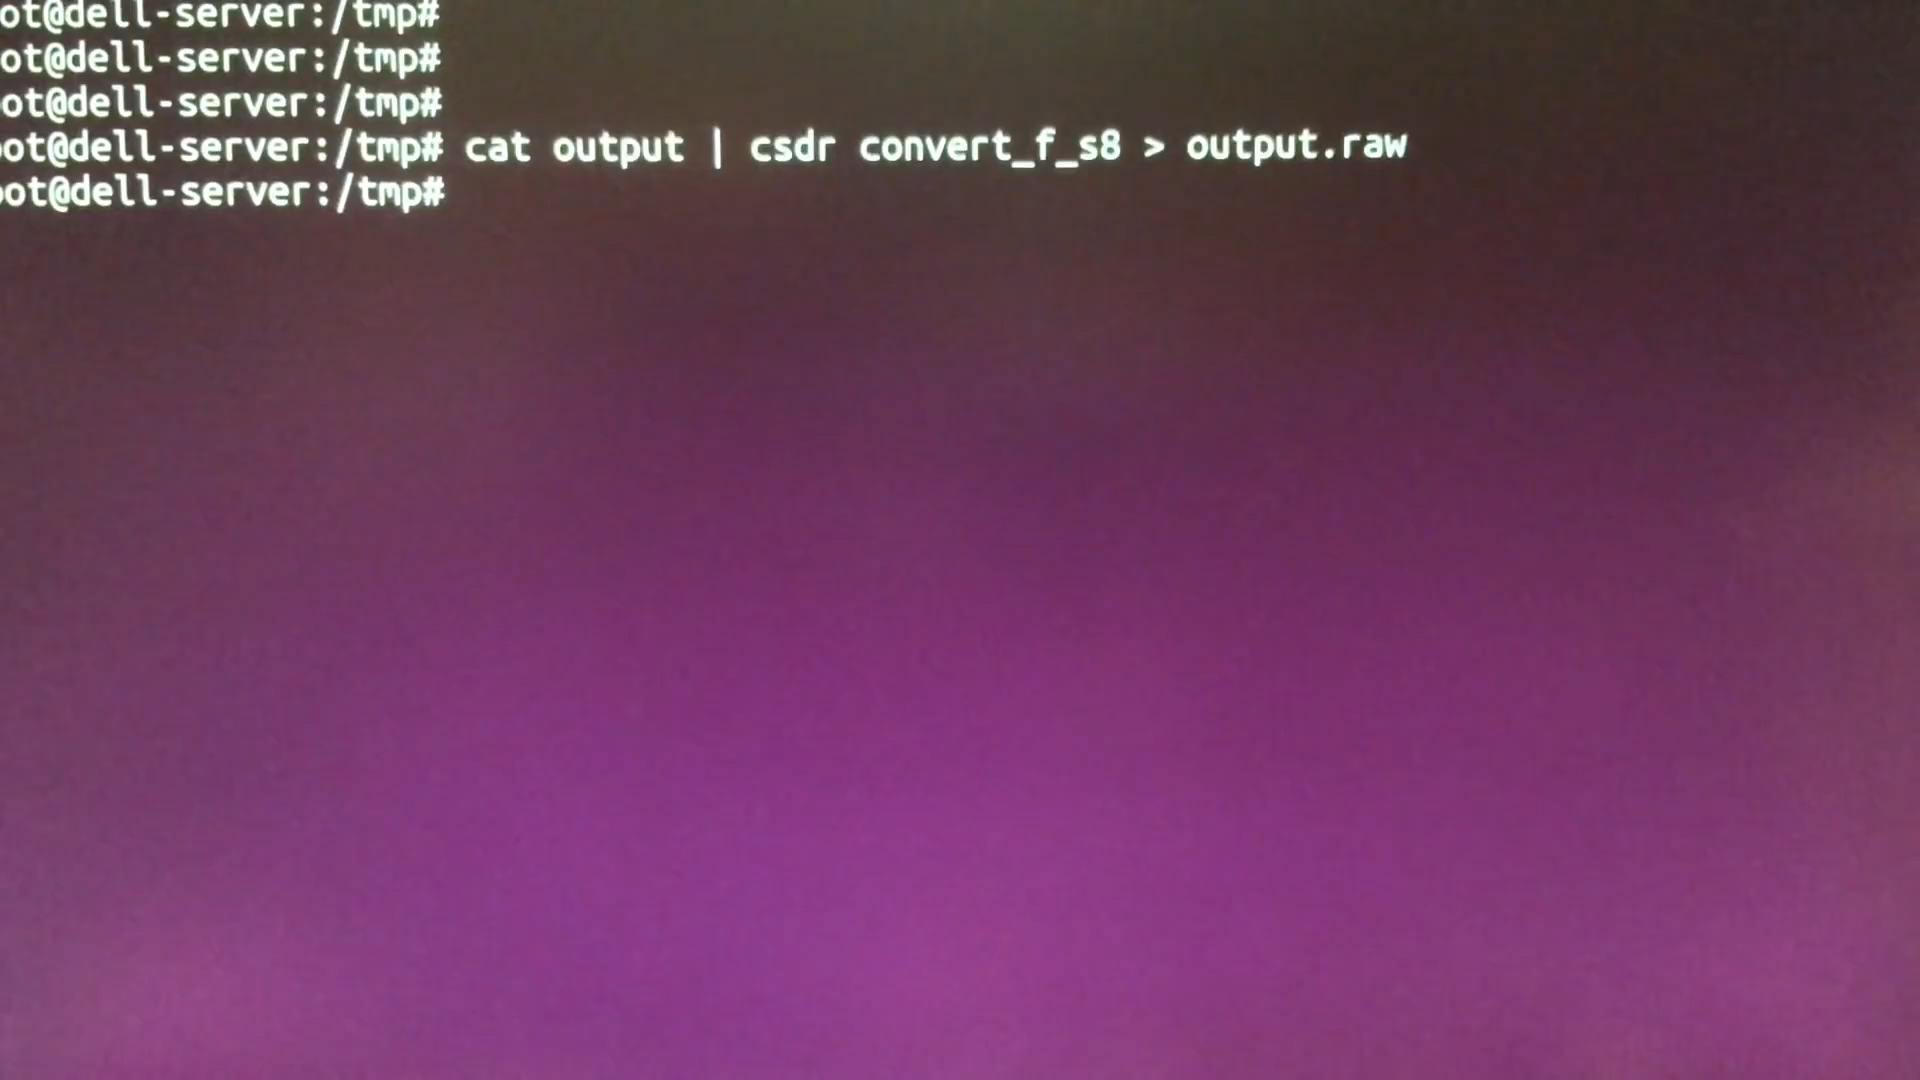 ot@dell-server:/tmp#
ot@dell-server:/tmp#
ot@dell-server:/tmp#
ot@dell-server:/tmp# cat output | csdr convert_f_s8 > output.raw
oot@dell-server:/tmp#